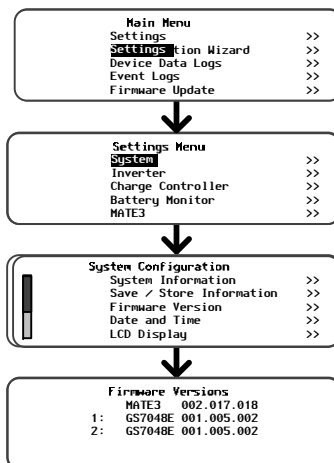 Main Menu
Settings >>
Settings tion Wizard >>
Device Data Logs >>
Event Logs >>
Firmware Update >>
Settings Menu
System >>
Inverter >>
Charge Controller >>
Battery Monitor >>
MATE3 >>
System Configuration
System Information >>
Save / Store Information >>
Firmware Version >>
Date and Time >>
LCD Display >>
Firmware Versions
MATE3 002.017.018
1: GS7048E 001.005.002
2: GS7048E 001.005.002